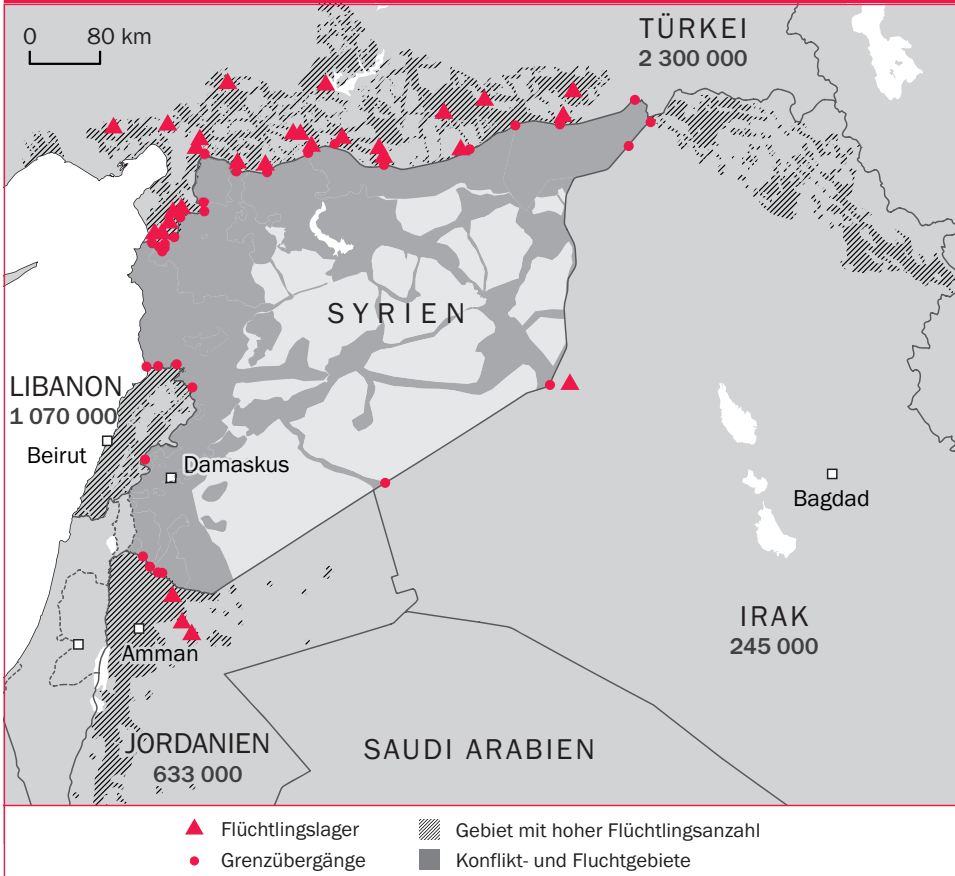 0 80 km
TÜRKEI
2 300 000
SYRIEN
LIBANON
1 070 000
Beirut
Damaskus
Bagdad
IRAK
245 000
Amman
JORDANIEN
633 000
SAUDI ARABIEN
Flüchtlingslager
Gebiet mit hoher Flüchtlingsanzahl
Grenzübergänge
Konflikt- und Fluchtgebiete